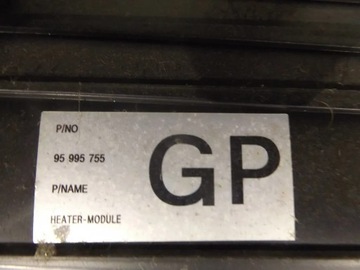 P/NO
95 995 755
P/NAME
HEATER-MODULE
GP